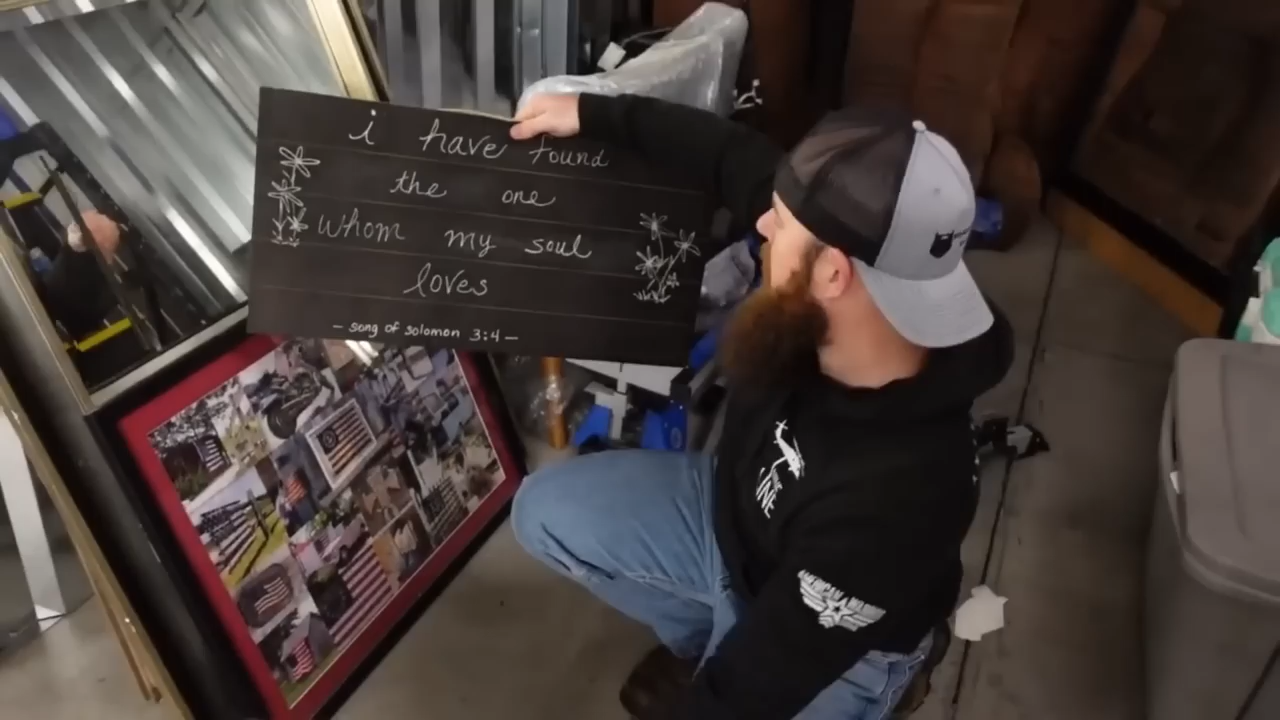 i have found
the one
whom my soul
loves
- song of solomon 3:4 -